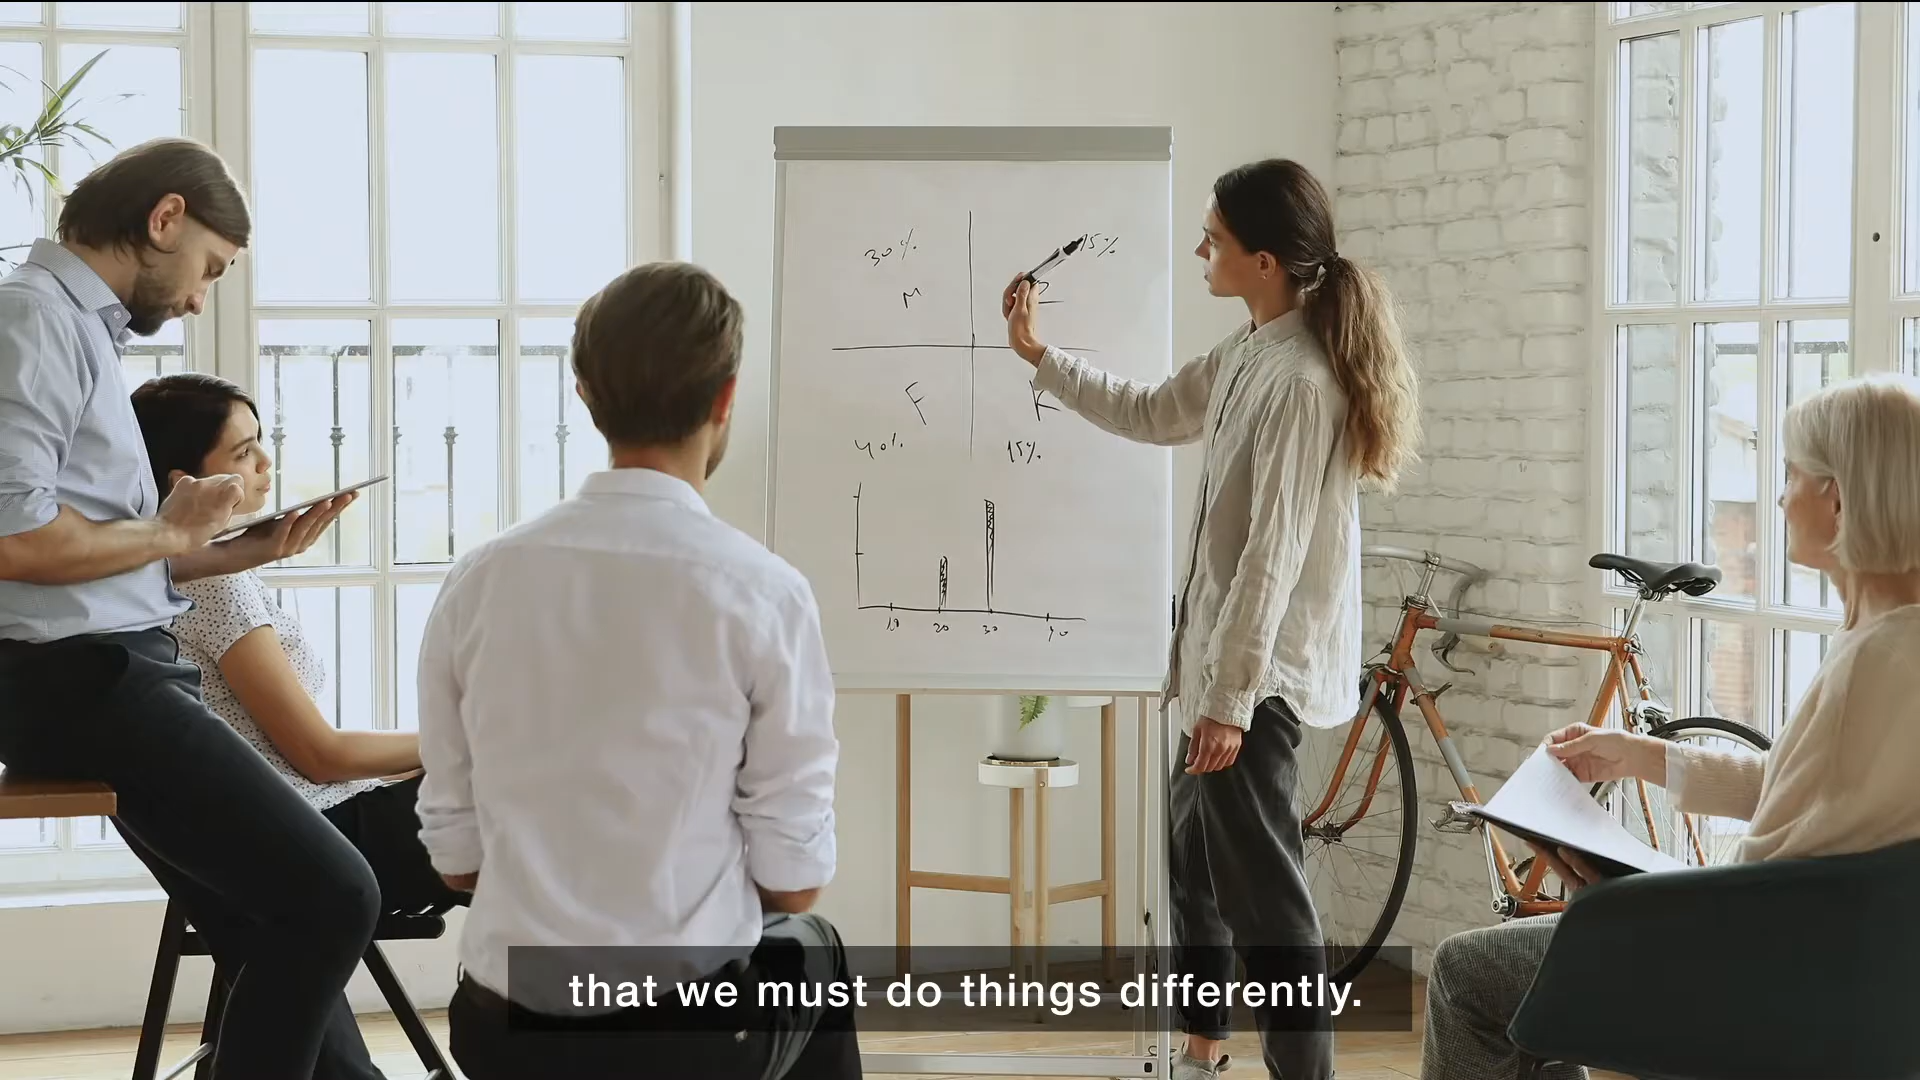 30% 15%
M
F K
40% 15%
10 20 30 40
that we must do things differently.